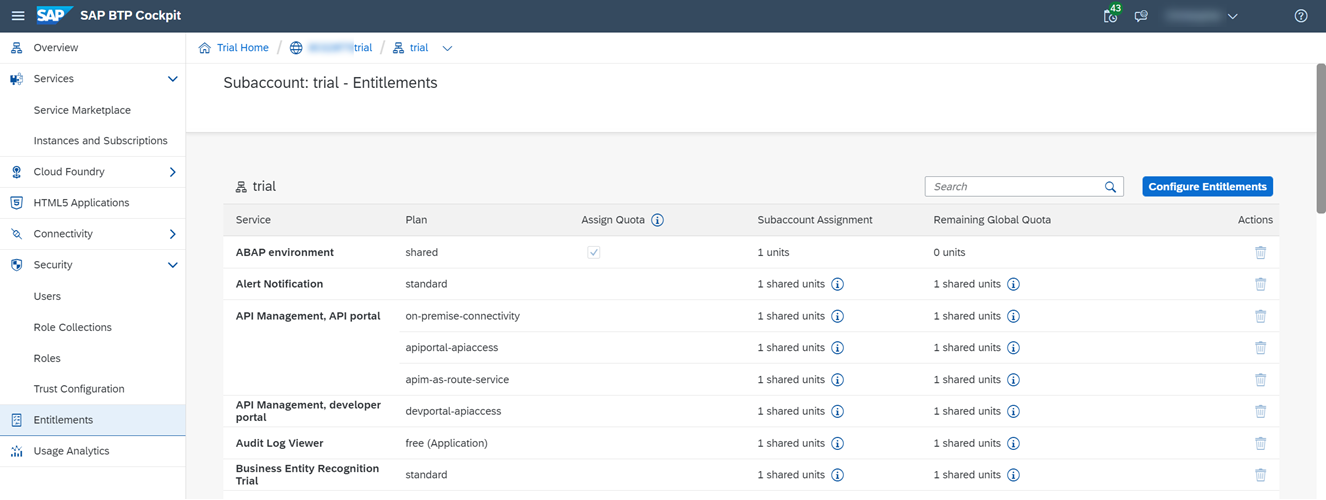 SAP SAP BTP Cockpit 43
Overview
Services
Service Marketplace
Instances and Subscriptions
Cloud Foundry
HTML5 Applications
Connectivity
Security
Users
Role Collections
Roles
Trust Configuration
Entitlements
Usage Analytics
Trial Home / trial / trial
Subaccount: trial - Entitlements
trial Search Configure Entitlements
Service Plan Assign Quota Subaccount Assignment Remaining Global Quota Actions
ABAP environment shared 1 units 0 units
Alert Notification standard 1 shared units 1 shared units
API Management, API portal on-premise-connectivity 1 shared units 1 shared units
apiportal-apiaccess 1 shared units 1 shared units
apim-as-route-service 1 shared units 1 shared units
API Management, developer
portal devportal-apiaccess 1 shared units 1 shared units
Audit Log Viewer free (Application) 1 shared units 1 shared units
Business Entity Recognition
Trial standard 1 shared units 1 shared units